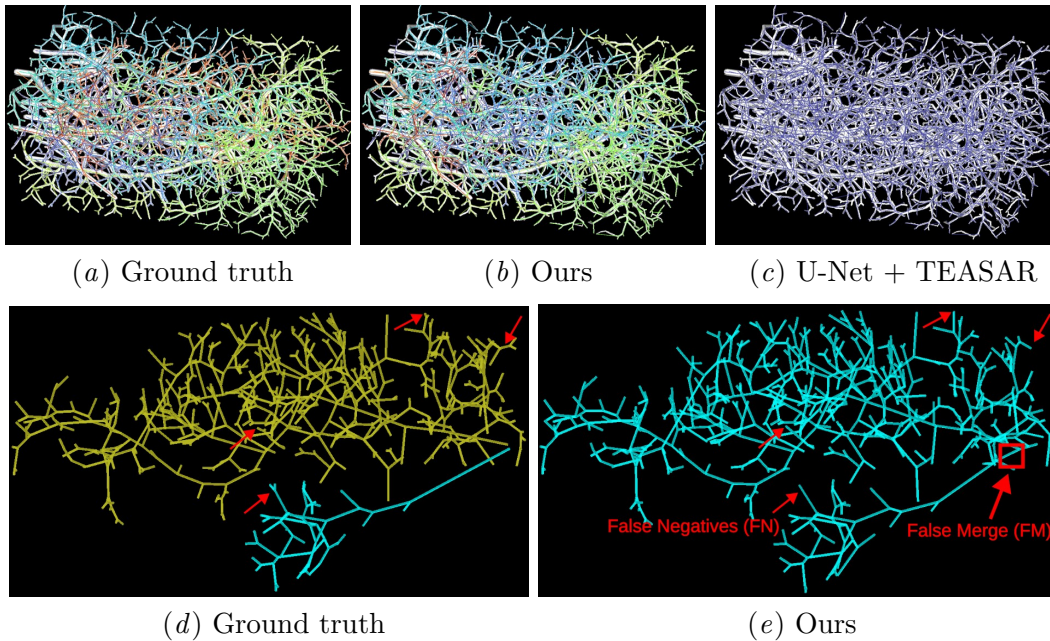 (a) Ground truth
(b) Ours
(c) U-Net + TEASAR
False Negatives (FN)
False Merge (FM)
(d) Ground truth
(e) Ours